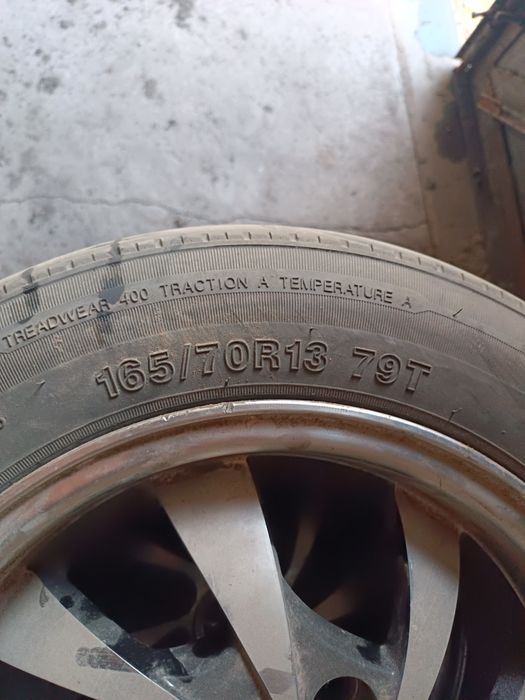 TREADWEAR 400 TRACTION A TEMPERATURE A
165/70R13 79T